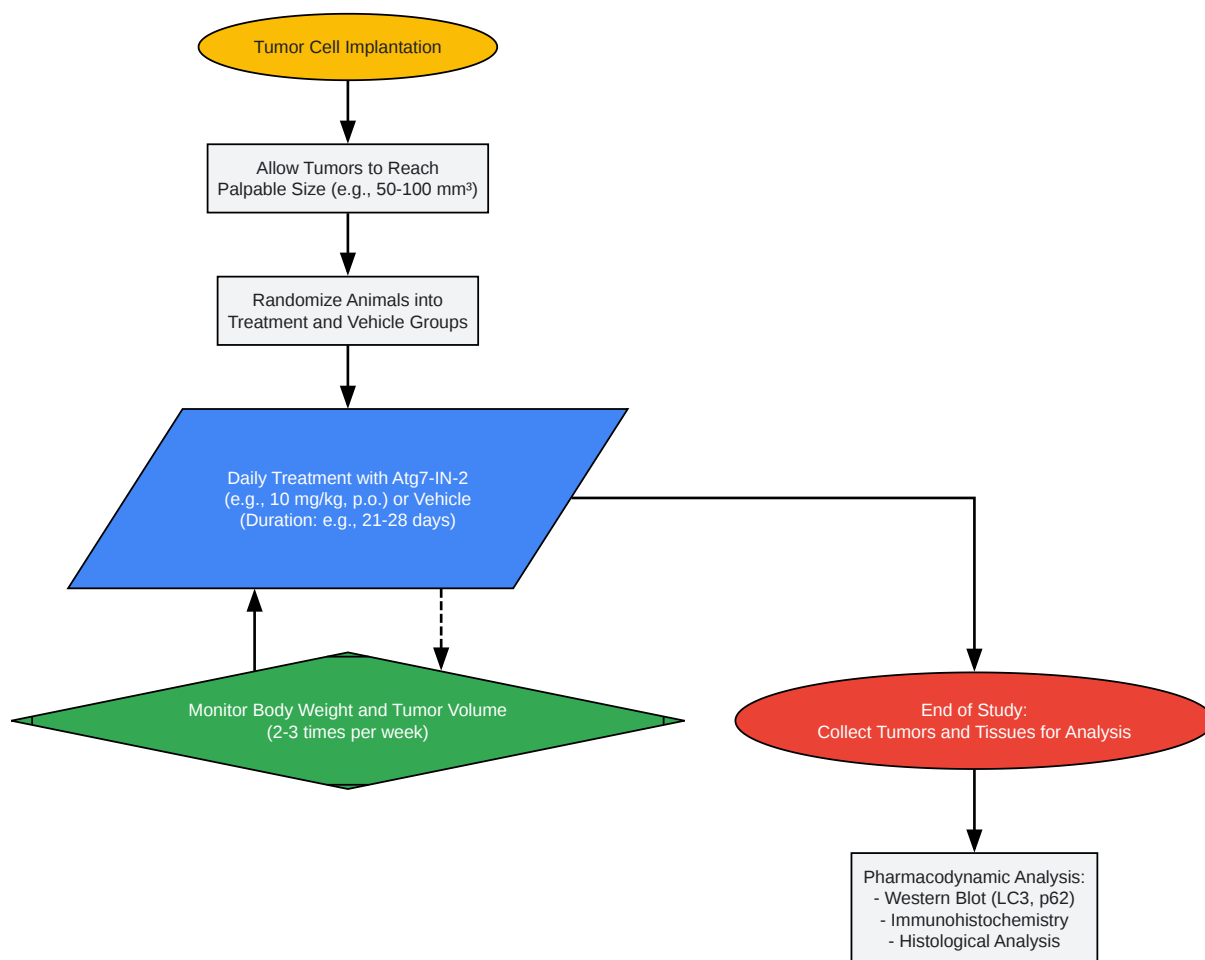 Tumor Cell Implantation
Allow Tumors to Reach
Palpable Size (e.g., 50-100 mm³)
Randomize Animals into
Treatment and Vehicle Groups
Daily Treatment with Atg7-IN-2
(e.g., 10 mg/kg, p.o.) or Vehicle
(Duration: e.g., 21-28 days)
Monitor Body Weight and Tumor Volume
(2-3 times per week)
End of Study:
Collect Tumors and Tissues for Analysis
Pharmacodynamic Analysis:
- Western Blot (LC3, p62)
- Immunohistochemistry
- Histological Analysis